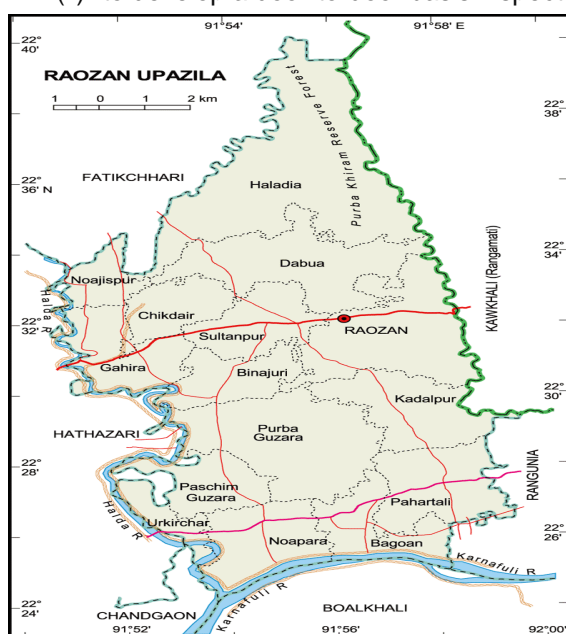 91°54'
91°58' E
22°
40'
RAOZAN UPAZILA
1 0 1 2 km
22°
38'
Purba Khiram Reserve Forest
FATIKCHHARI
22°
36' N
Haladia
22°
34'
KAWKHALI (Rangamati)
Dabua
Noajispur
Halda R
Chikdair
22°
32'
Sultanpur
RAOZAN
Gahira
Binajuri
22°
30'
Kadalpur
HATHAZARI
Purba
Guzara
22°
28'
RANGUNIA
Paschim
Guzara
Pahartali
Halda R
Urkirchar
22°
26'
Noapara
Bagoan
Karnafuli R
Karnafuli R
22°
24'
CHANDGAON
BOALKHALI
91°52'
91°56'
92°00'